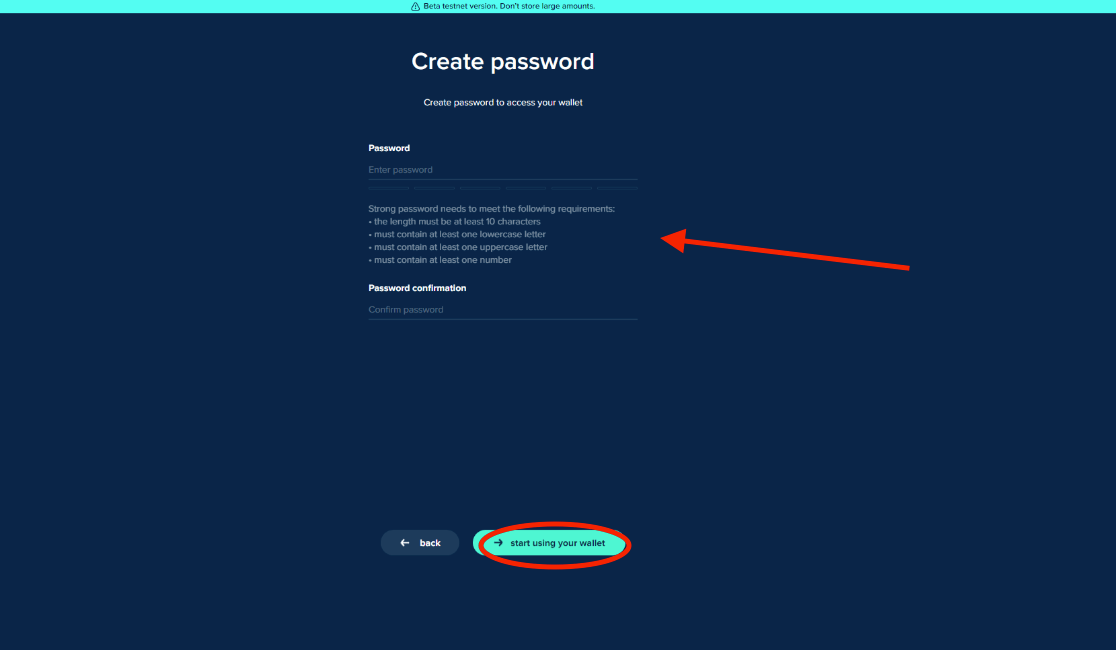 Beta testnet version. Don't store large amounts.
Create password
Create password to access your wallet
Password
Enter password
Strong password needs to meet the following requirements:
• the length must be at least 10 characters
• must contain at least one lowercase letter
• must contain at least one uppercase letter
• must contain at least one number
Password confirmation
Confirm password
back
start using your wallet